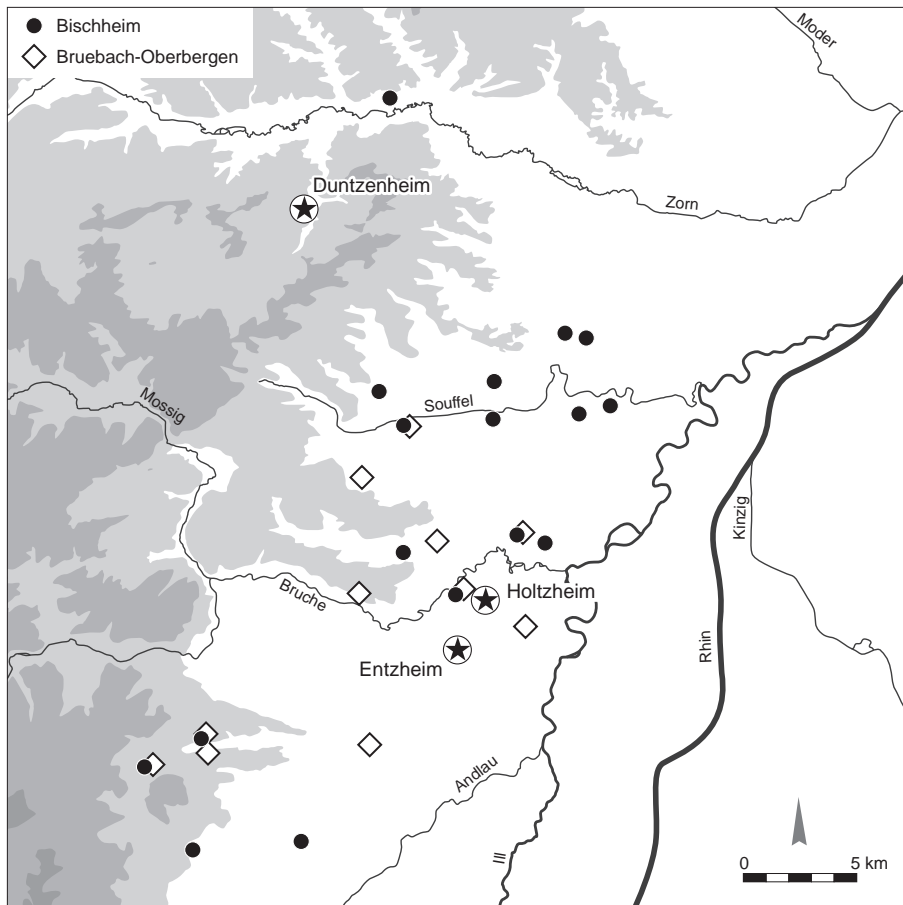 Bischheim
Bruebach-Oberbergen
Moder
Duntzenheim
Zorn
Mossig
Souffel
Kinzig
Bruche
Holtzheim
Rhin
Entzheim
Andlau
Ill
0 5 km